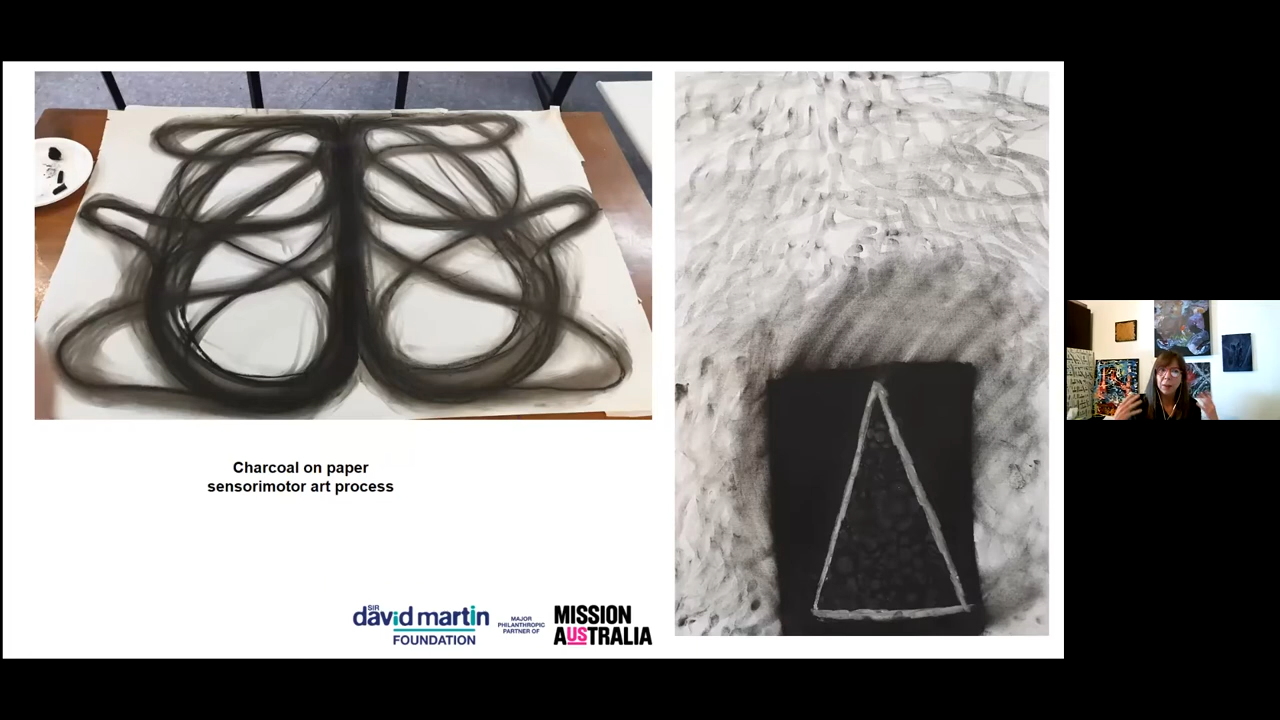 Charcoal on paper
sensorimotor art process
SIR
david martin
FOUNDATION
MAJOR
PHILANTHROPIC
PARTNER OF
MISSION
AUSTRALIA